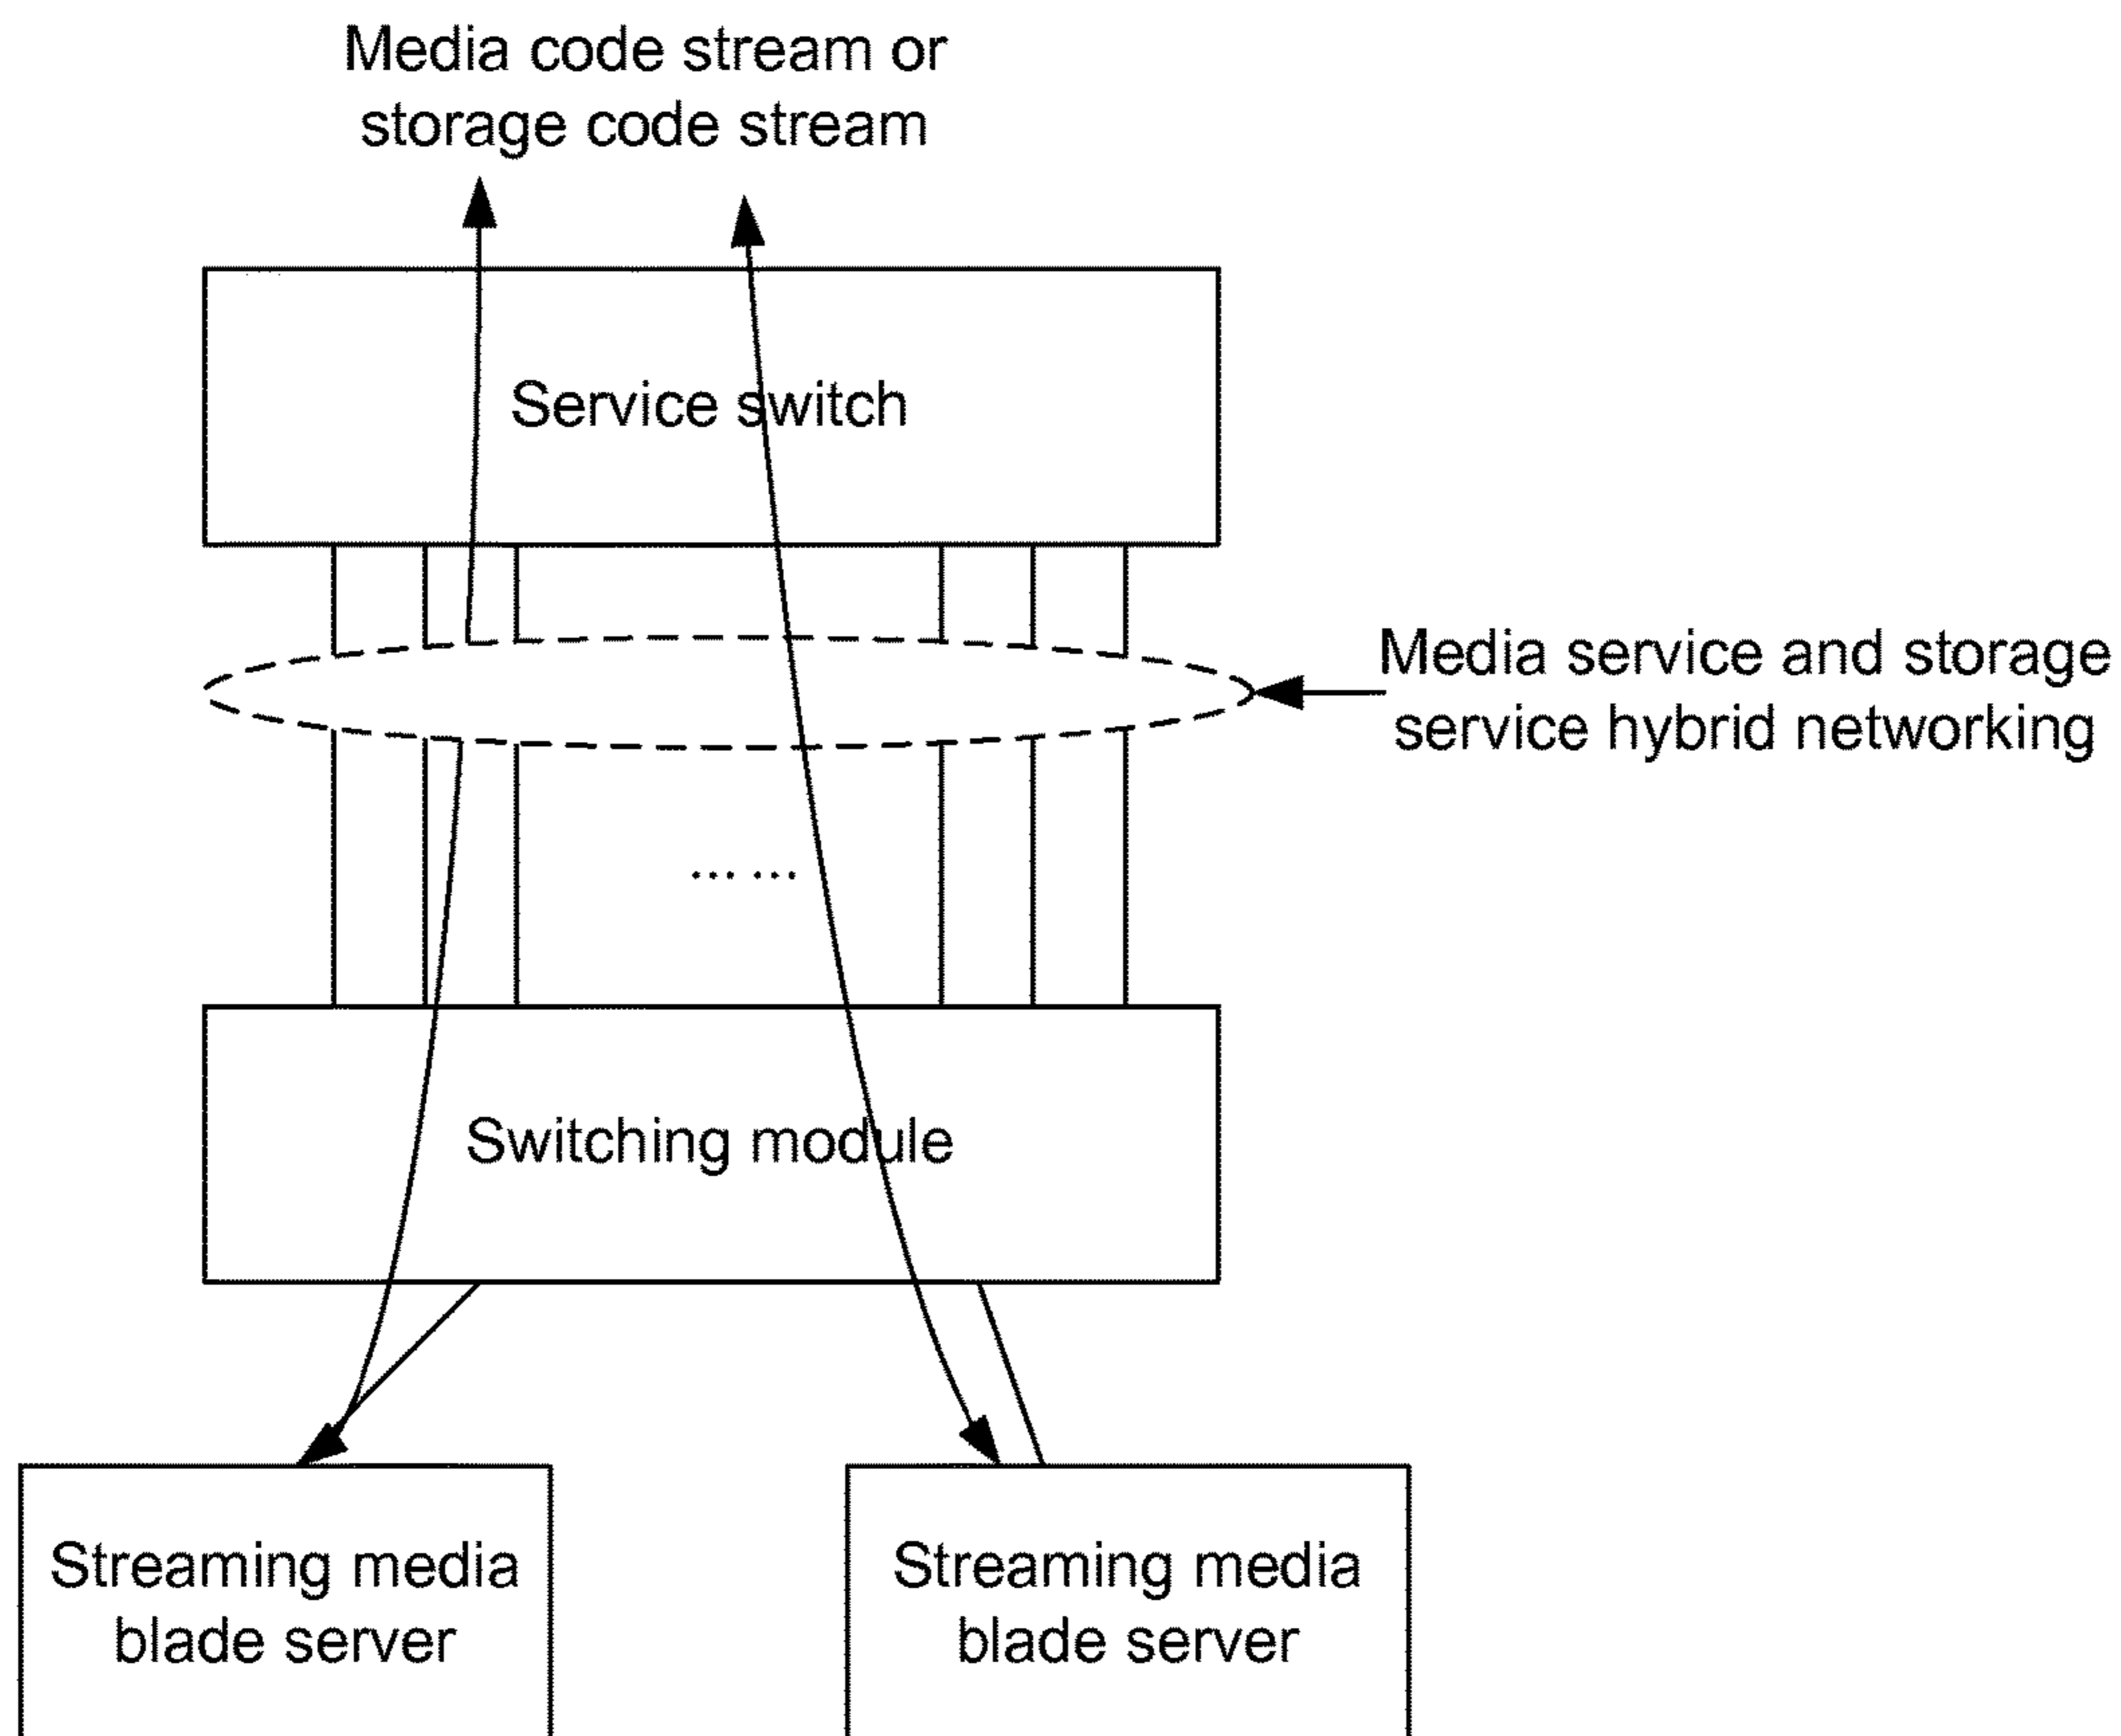 Media code stream or
storage code stream
Service switch
Media service and storage
service hybrid networking
... ...
Switching module
Streaming media
blade server
Streaming media
blade server